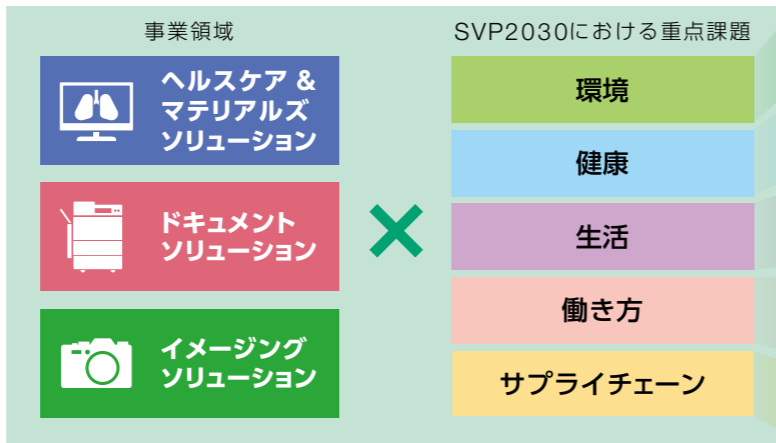 事業領域
ヘルスケア &
マテリアルズ
ソリューション
ドキュメント
ソリューション
イメージング
ソリューション
×
SVP2030における重点課題
環境
健康
生活
働き方
サプライチェーン